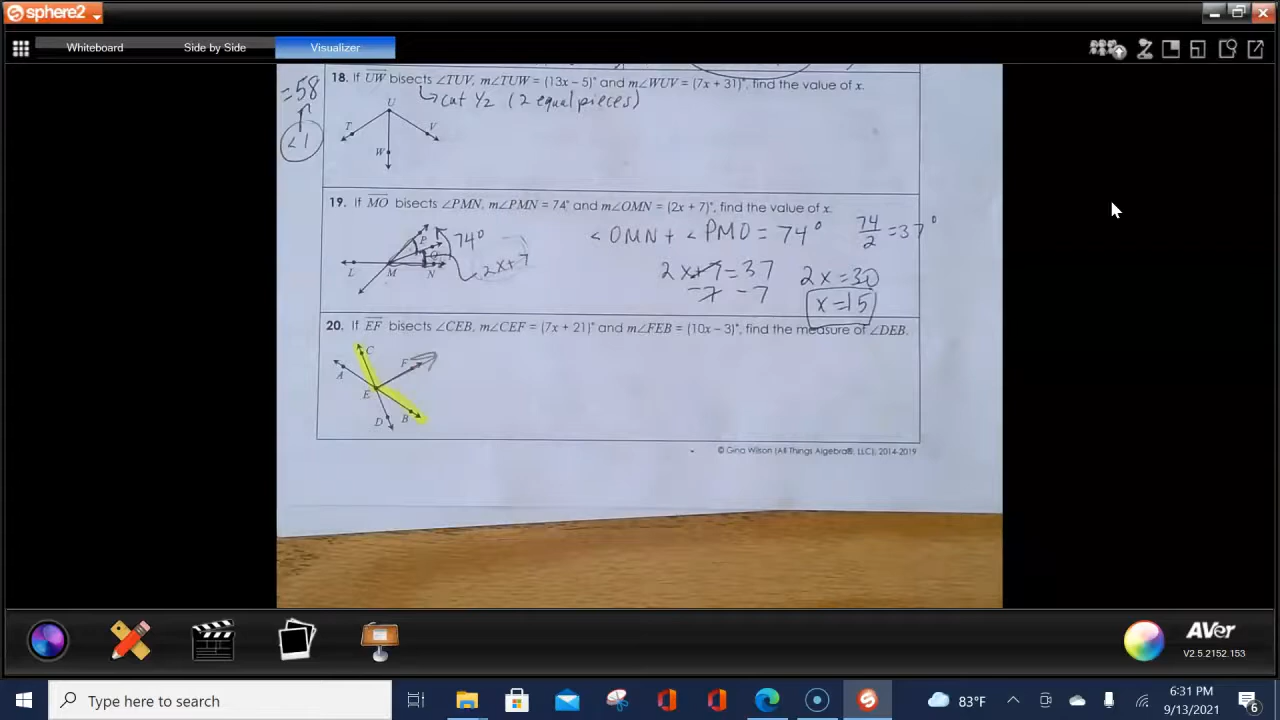 sphere2
Whiteboard
Side by Side
Visualizer
= 58
<1
18. If UW bisects ∠TUV, m∠TUW = (13x – 5)° and m∠WUV = (7x + 31)°, find the value of x.
cut 1/2 (2 equal pieces)
U
T
V
W
19. If MO bisects ∠PMN, m∠PMN = 74° and m∠OMN = (2x + 7)°, find the value of x.
P
O
L
M
N
74°
2x+7
< OMN + < PMO = 74°
74/2 = 37°
2x+7 = 37
-7 -7
2x = 30
x = 15
20. If EF bisects ∠CEB, m∠CEF = (7x + 21)° and m∠FEB = (10x – 3)°, find the measure of ∠DEB.
C
A
F
E
D
B
© Gina Wilson (All Things Algebra®, LLC), 2014-2019
AVer
V2.5.2152.153
Type here to search
83°F
6:31 PM
9/13/2021
6